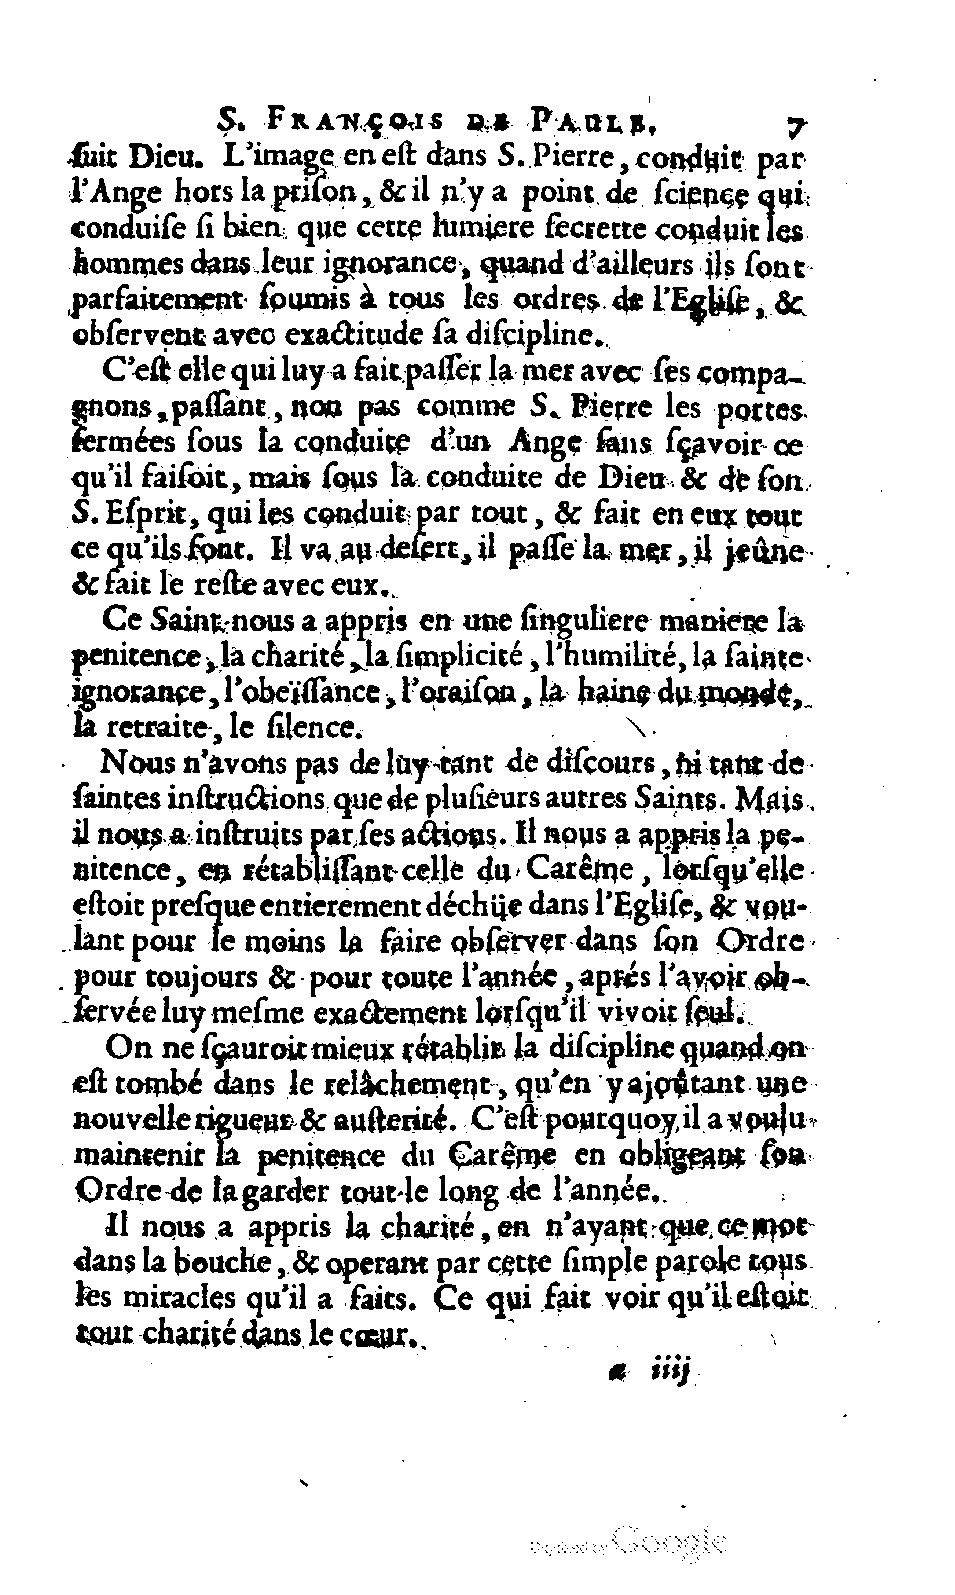 S. FRANÇOIS DE PAULE. 7
ſuit Dieu. L'image en eſt dans S. Pierre, conduit par
l'Ange hors la priſon, & il n'y a point de ſcience qui
conduiſe ſi bien que cette lumiere ſecrette conduit les
hommes dans leur ignorance, quand d'ailleurs ils ſont
parfaitement ſoumis à tous les ordres de l'Egliſe, &
obſervent avec exactitude ſa diſcipline.
C'eſt elle qui luy a fait paſſer la mer avec ſes compa-
gnons, paſſant, non pas comme S. Pierre les portes
fermées ſous la conduite d'un Ange ſans ſçavoir ce
qu'il faiſoit, mais ſous la conduite de Dieu & de ſon
S. Eſprit, qui les conduit par tout, & fait en eux tout
ce qu'ils font. Il va au deſert, il paſſe la mer, il jeûne
& fait le reſte avec eux.
Ce Saint nous a appris en une ſinguliere maniere la
penitence, la charité, la ſimplicité, l'humilité, la ſainte
ignorance, l'obeïſſance, l'oraiſon, la haine du monde,
la retraite, le ſilence.
Nous n'avons pas de luy tant de diſcours, ni tant de
ſaintes inſtructions que de pluſieurs autres Saints. Mais
il nous a inſtruits par ſes actions. Il nous a appris la pe-
nitence, en rétabliſſant celle du Carême, lorſqu'elle
eſtoit preſque entierement déchûe dans l'Egliſe, & vou-
lant pour le moins la faire obſerver dans ſon Ordre
pour toujours & pour toute l'année, aprés l'avoir ob-
ſervée luy meſme exactement lorſqu'il vivoit ſeul.
On ne ſçauroit mieux rétablir la diſcipline quand on
eſt tombé dans le relâchement, qu'en y ajoûtant une
nouvelle rigueur & auſterité. C'eſt pourquoy il a voulu
maintenir la penitence du Carême en obligeant ſon
Ordre de la garder tout le long de l'année.
Il nous a appris la charité, en n'ayant que ce mot
dans la bouche, & operant par cette ſimple parole tous
les miracles qu'il a faits. Ce qui fait voir qu'il eſtoit
tout charité dans le cœur.
a iiij
Digitized by Google